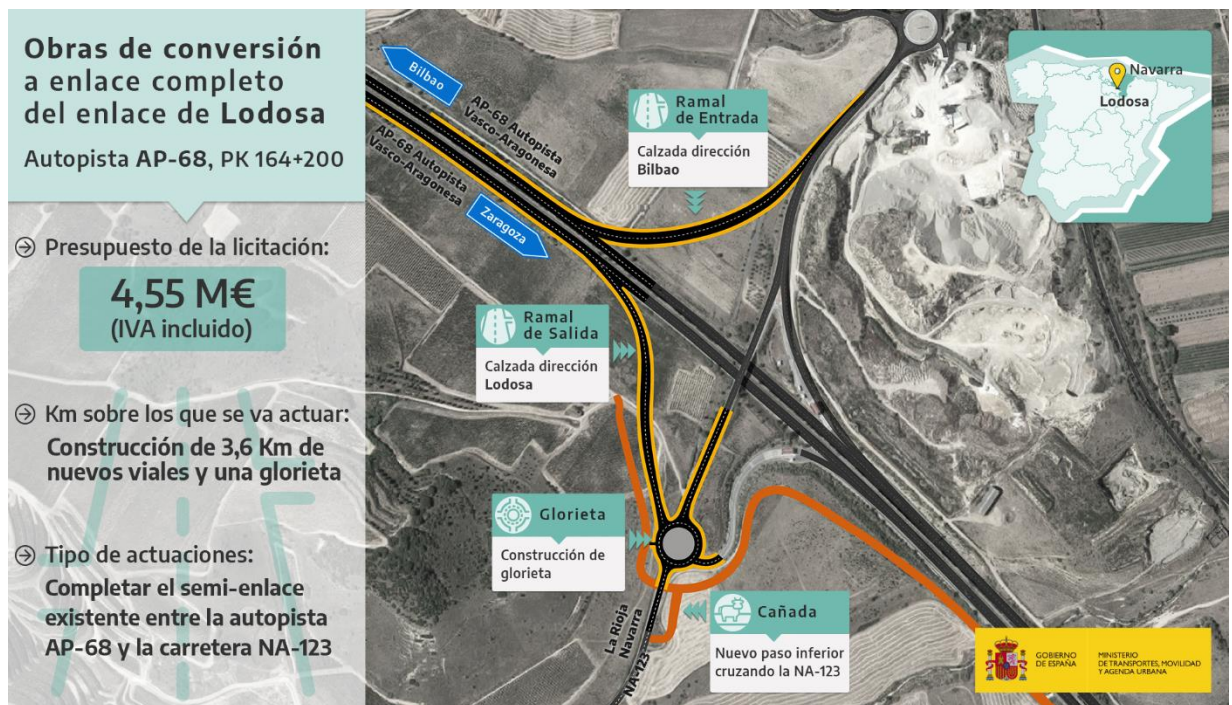 Obras de conversión
a enlace completo
del enlace de Lodosa
Autopista AP-68, PK 164+200
Presupuesto de la licitación:
4,55 M€
(IVA incluido)
Km sobre los que se va actuar:
Construcción de 3,6 Km de
nuevos viales y una glorieta
Tipo de actuaciones:
Completar el semi-enlace
existente entre la autopista
AP-68 y la carretera NA-123
Bilbao
AP-68 Autopista
Vasco-Aragonesa
AP-68 Autopista
Vasco-Aragonesa
Zaragoza
Ramal
de Entrada
Calzada dirección
Bilbao
Navarra
Lodosa
Ramal
de Salida
Calzada dirección
Lodosa
Glorieta
Construcción de
glorieta
La Rioja
Navarra
NA-123
Cañada
Nuevo paso inferior
cruzando la NA-123
GOBIERNO
DE ESPAÑA
MINISTERIO
DE TRANSPORTES, MOVILIDAD
Y AGENDA URBANA